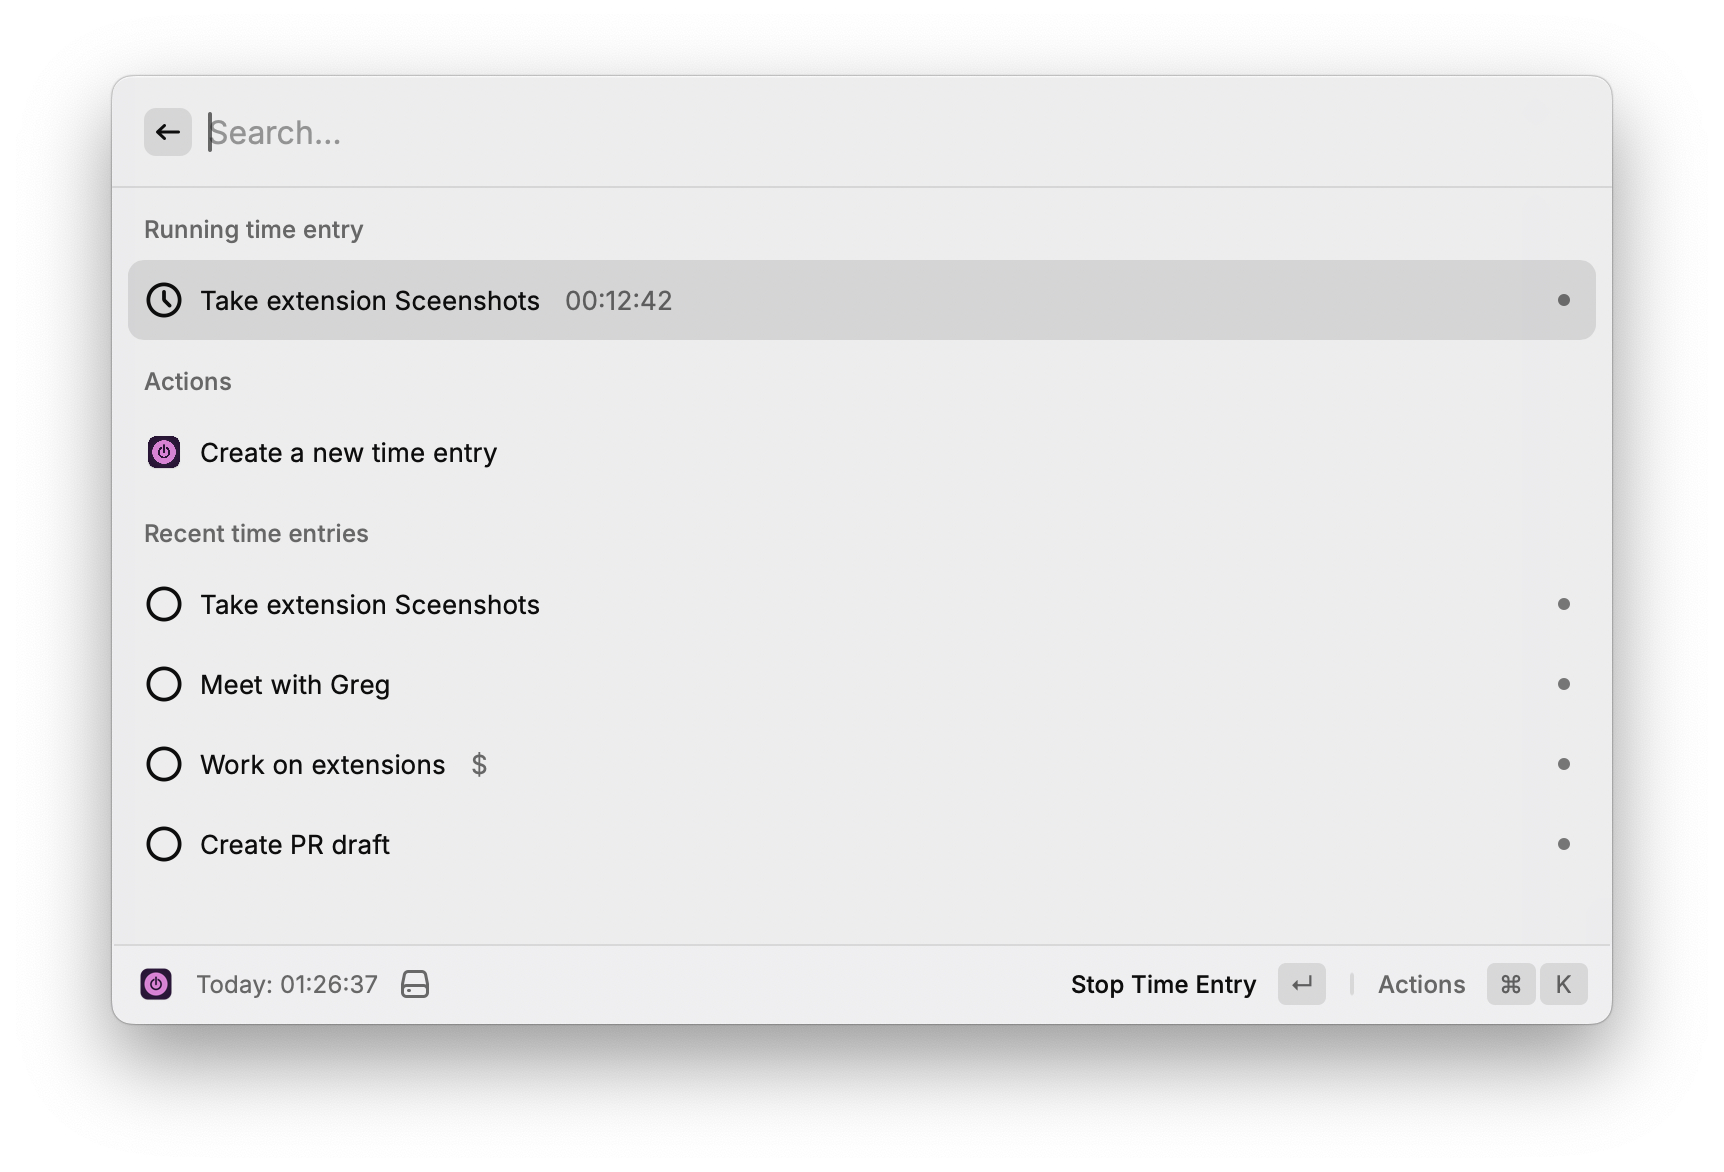 Search...
Running time entry
Take extension Sceenshots 00:12:42
Actions
Create a new time entry
Recent time entries
Take extension Sceenshots
Meet with Greg
Work on extensions $
Create PR draft
Today: 01:26:37 Stop Time Entry ↵ Actions ⌘ K